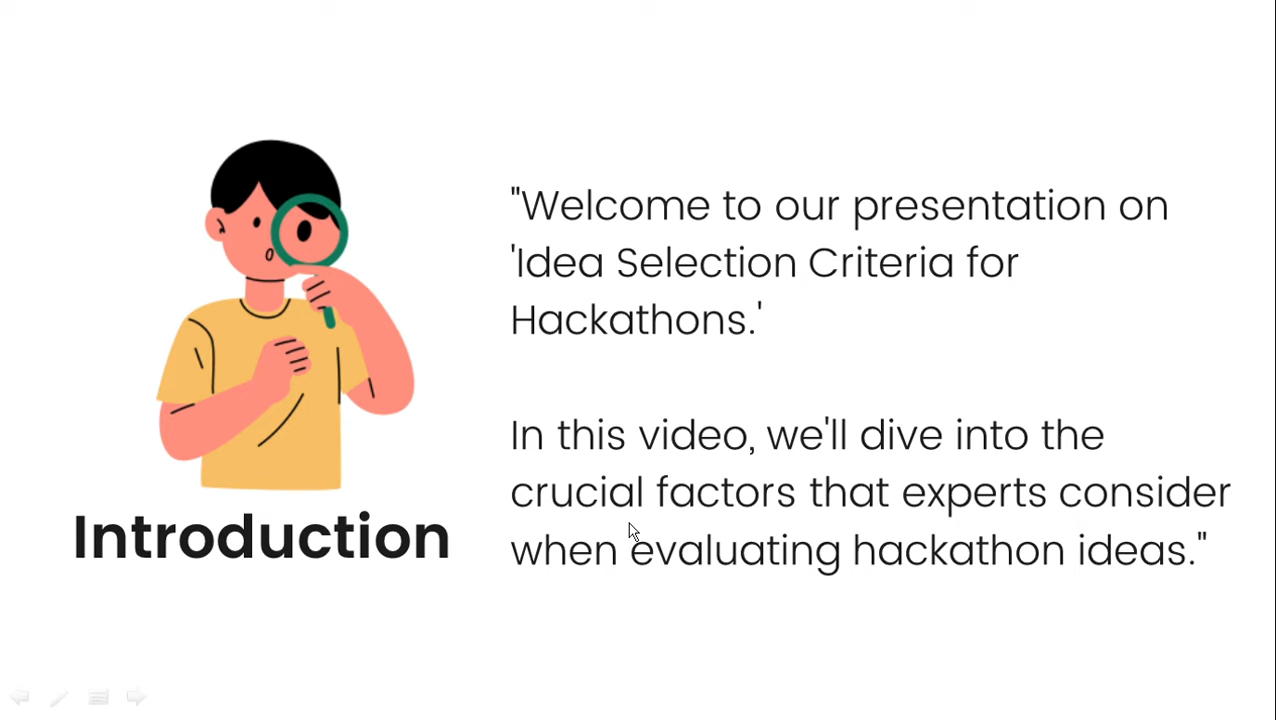 "Welcome to our presentation on
'Idea Selection Criteria for
Hackathons.'
In this video, we'll dive into the
crucial factors that experts consider
when evaluating hackathon ideas."
Introduction